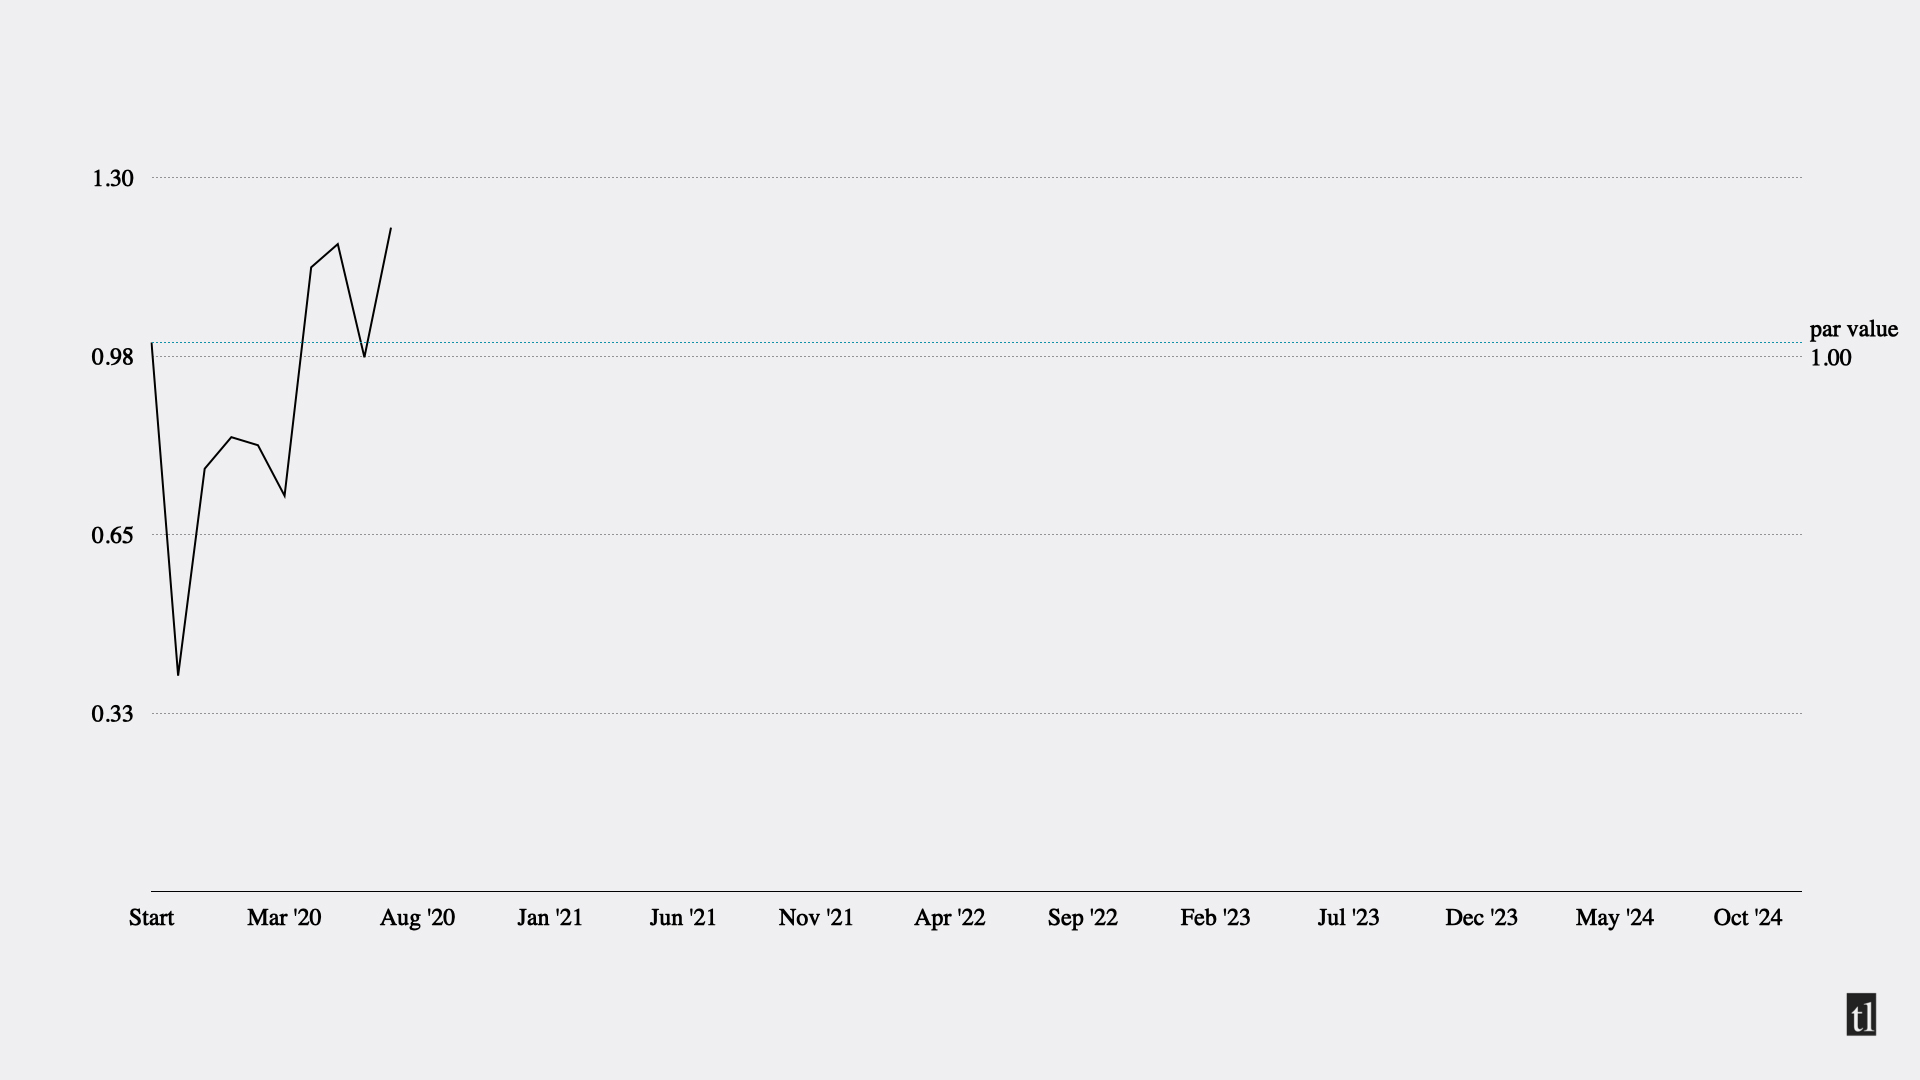 1.30
par value
0.98
1.00
0.65
0.33
Start
Mar '20
Aug '20
Jan '21
Jun '21
Nov '21
Apr '22
Sep '22
Feb '23
Jul '23
Dec '23
May '24
Oct '24
tl